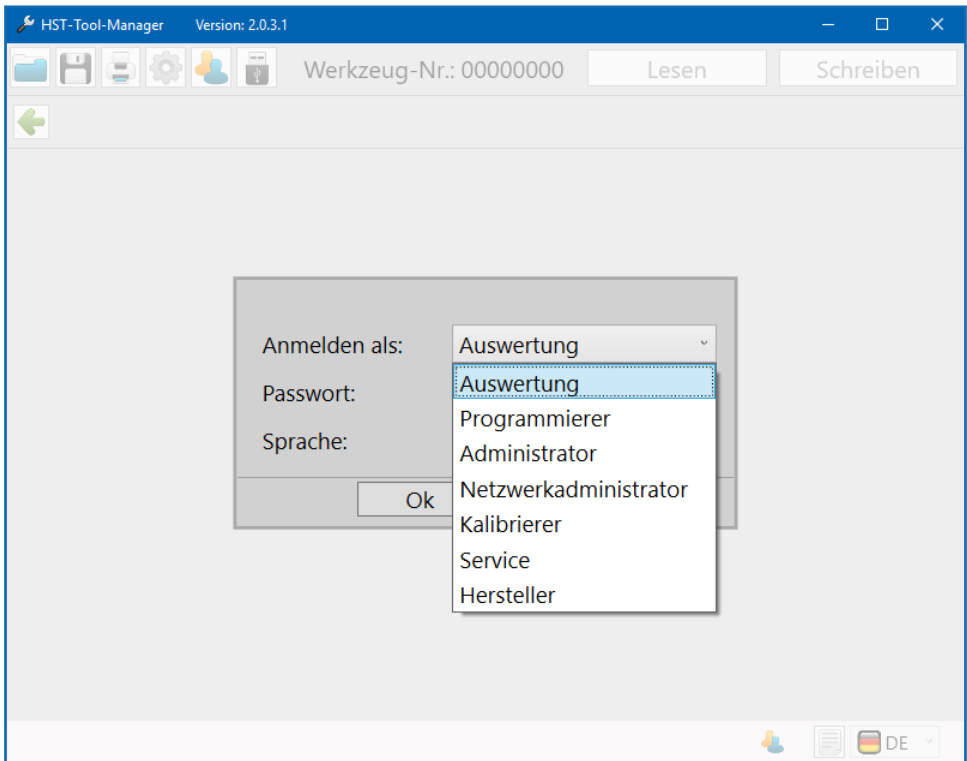 HST-Tool-Manager Version: 2.0.3.1
Werkzeug-Nr.: 00000000 Lesen Schreiben
Anmelden als: Auswertung
Auswertung
Passwort:
Programmierer
Sprache:
Administrator
Netzwerkadministrator
Ok
Kalibrierer
Service
Hersteller
DE